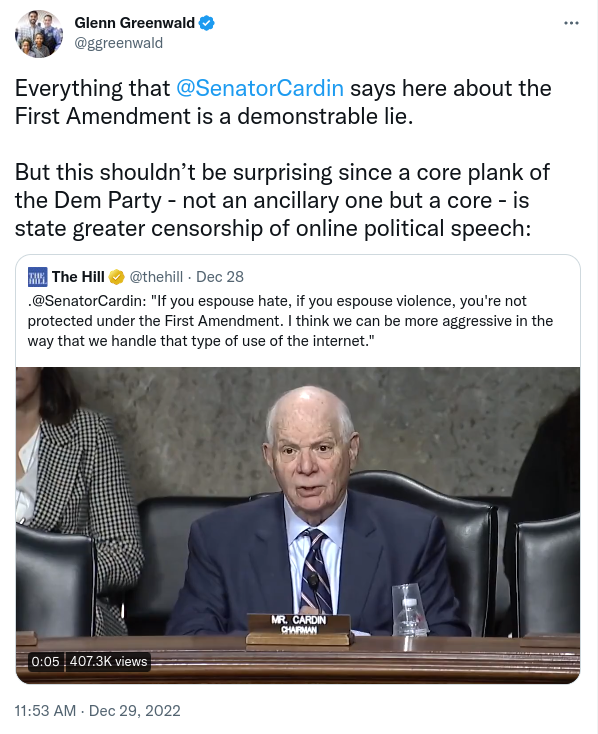 Glenn Greenwald
@ggreenwald
Everything that @SenatorCardin says here about the
First Amendment is a demonstrable lie.
But this shouldn’t be surprising since a core plank of
the Dem Party - not an ancillary one but a core - is
state greater censorship of online political speech:
THE HILL The Hill @thehill · Dec 28
.@SenatorCardin: "If you espouse hate, if you espouse violence, you're not
protected under the First Amendment. I think we can be more aggressive in the
way that we handle that type of use of the internet."
MR. CARDIN
CHAIRMAN
0:05 407.3K views
11:53 AM · Dec 29, 2022